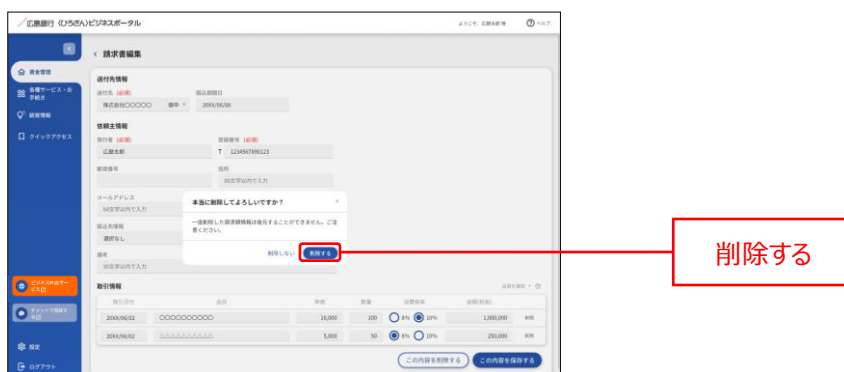 広島銀行 〈ひろぎん〉ビジネスポータル
ようこそ、広銀太郎 様
ヘルプ
請求書編集
資金管理
各種サービス・お
手続き
経営情報
クイックアクセス
送付先情報
送付先 (必須)
振込期限日
株式会社〇〇〇〇〇 御中
20XX/06/08
依頼主情報
発行者 (必須)
登録番号 (必須)
広銀太郎
T 1234567890123
郵便番号
住所
80文字以内で入力
メールアドレス
64文字以内で入力
本当に削除してよろしいですか?
×
一度削除した請求書情報は復元することができません。ご注
意ください。
削除しない
削除する
削除する
振込先情報
選択なし
備考
50文字以内で入力
取引情報
取引日付
品目
単価
数量
消費税率
金額(税抜)
20XX/06/02
〇〇〇〇〇〇〇〇〇〇
10,000
100
8%
10%
1,000,000
削除
20XX/06/02
△△△△△△△△△△
5,000
50
8%
10%
250,000
削除
設定
ログアウト
この内容を削除する
この内容を保存する